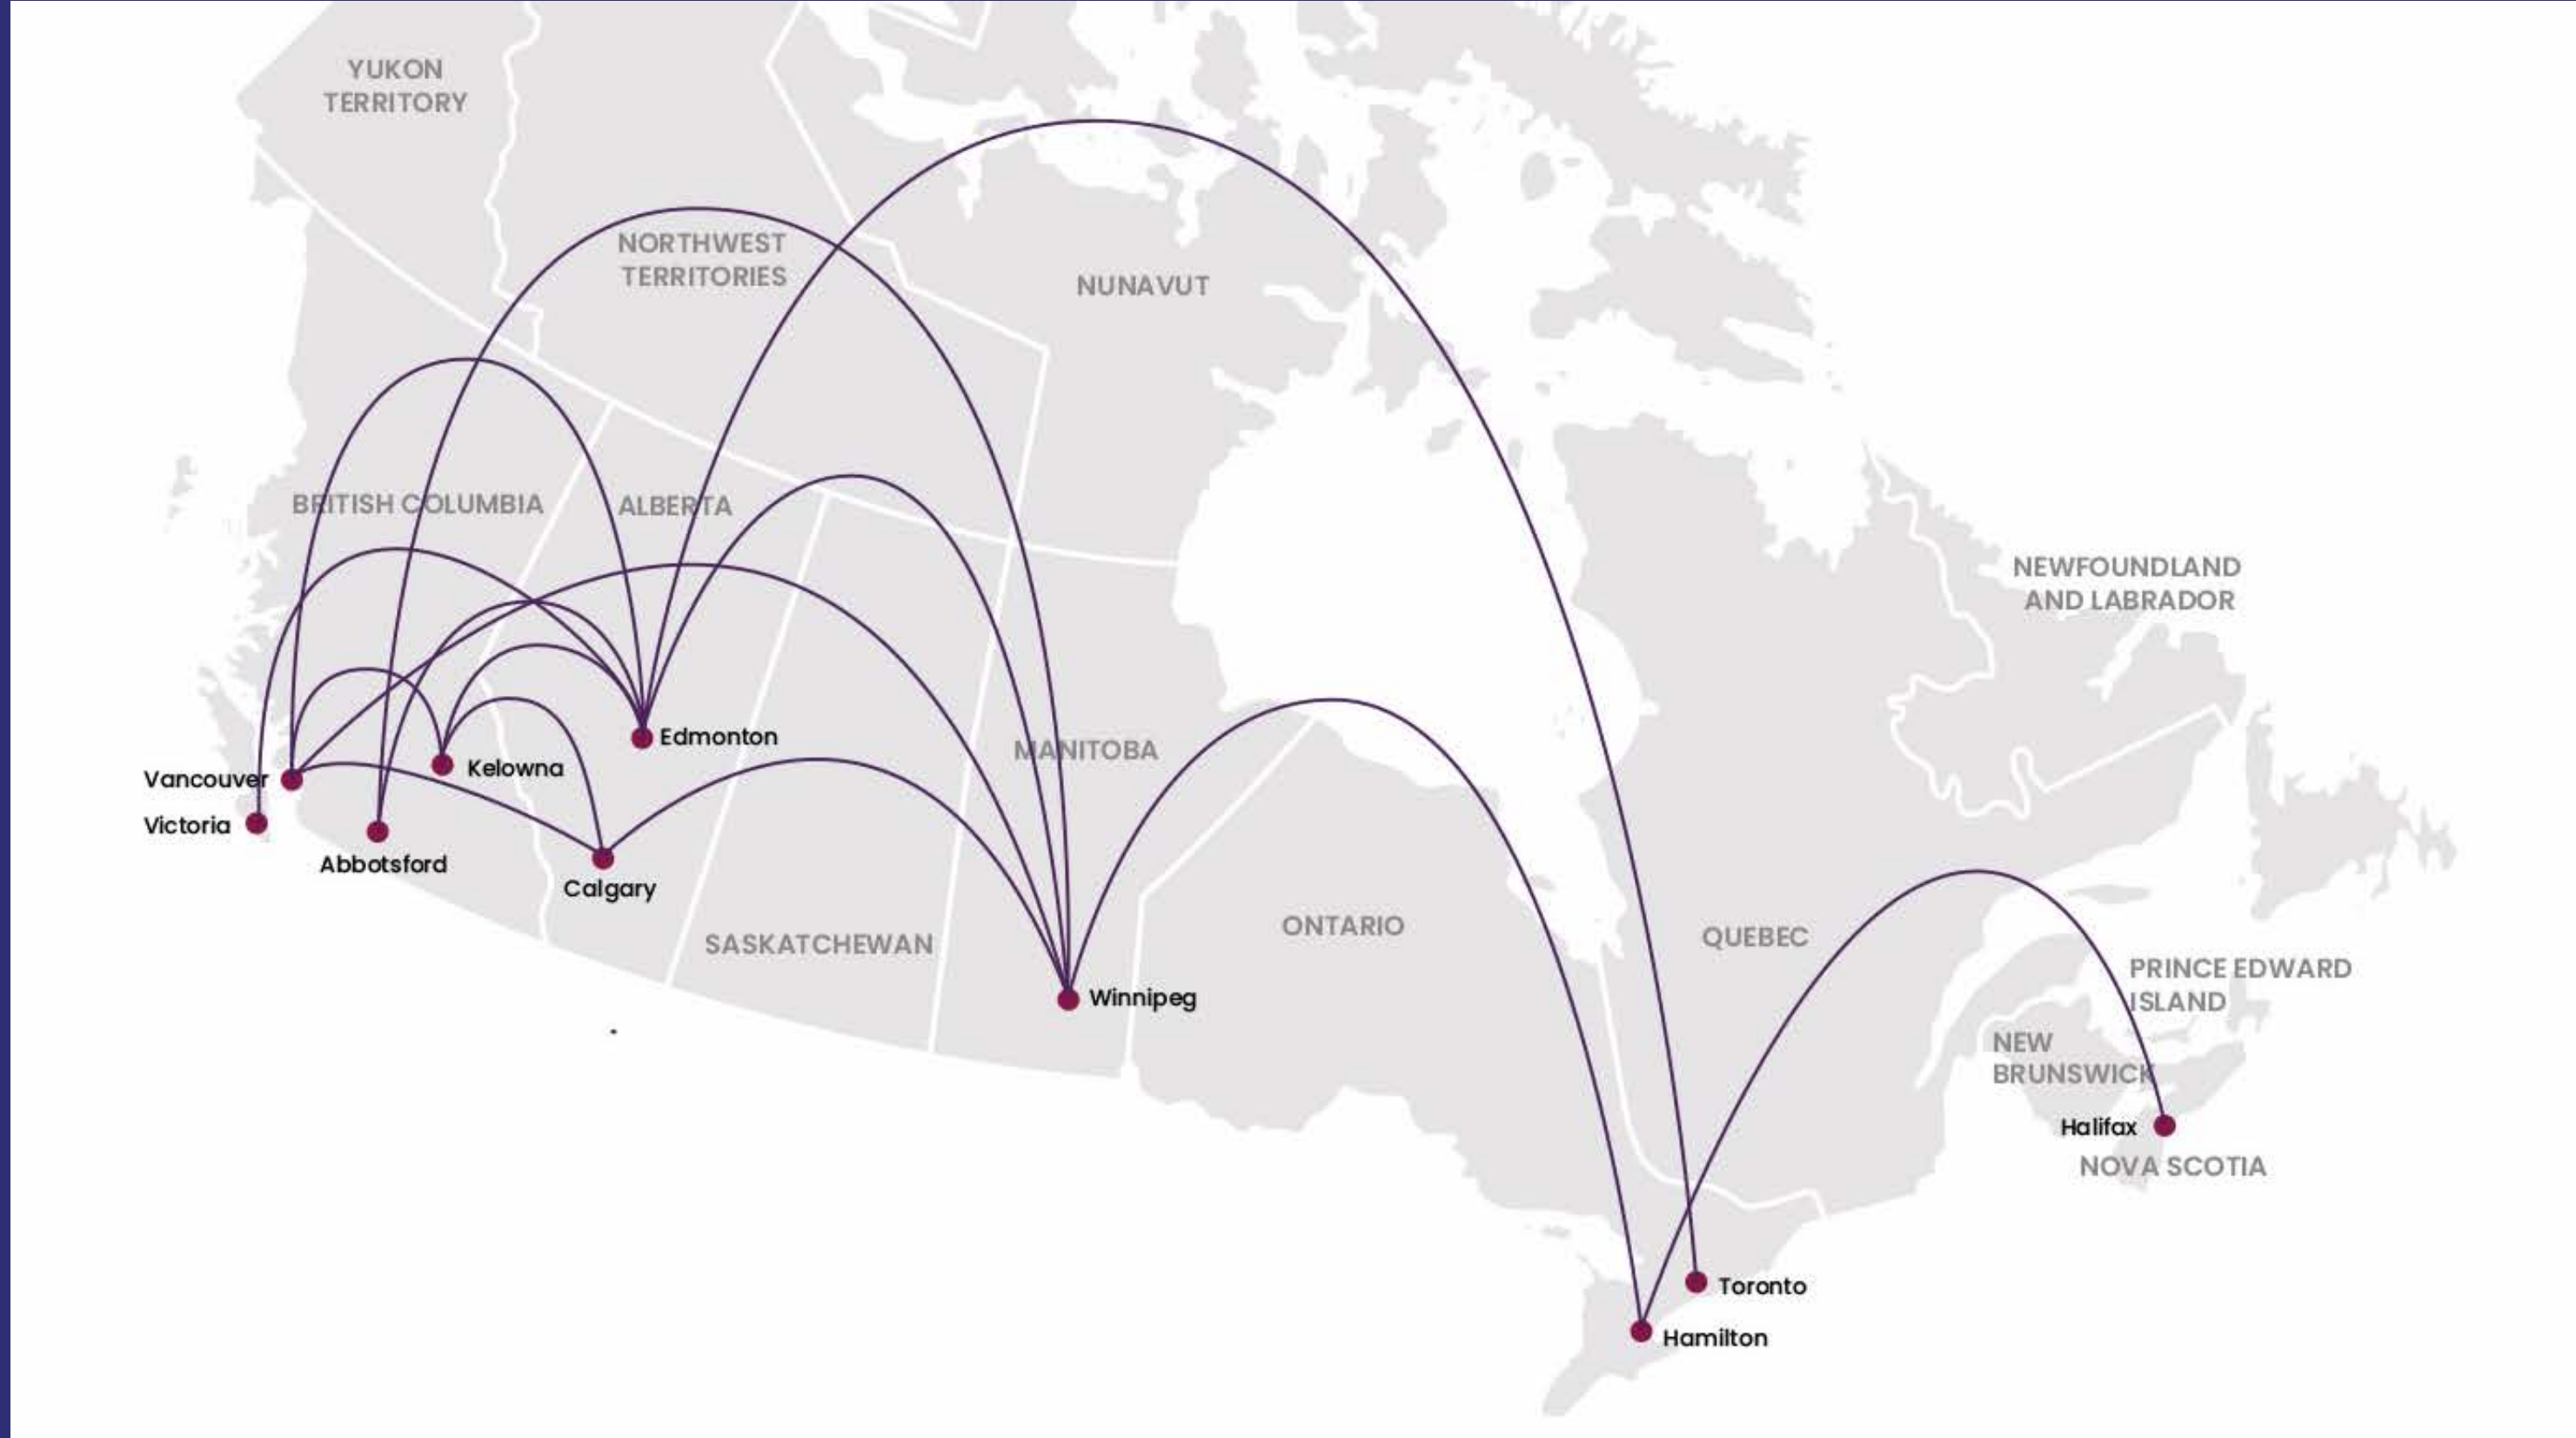 YUKON
TERRITORY
NORTHWEST
TERRITORIES
NUNAVUT
BRITISH COLUMBIA
ALBERTA
NEWFOUNDLAND
AND LABRADOR
Edmonton
MANITOBA
Kelowna
Vancouver
Victoria
Abbotsford
Calgary
SASKATCHEWAN
ONTARIO
QUEBEC
PRINCE EDWARD
ISLAND
Winnipeg
NEW
BRUNSWICK
Halifax
NOVA SCOTIA
Toronto
Hamilton